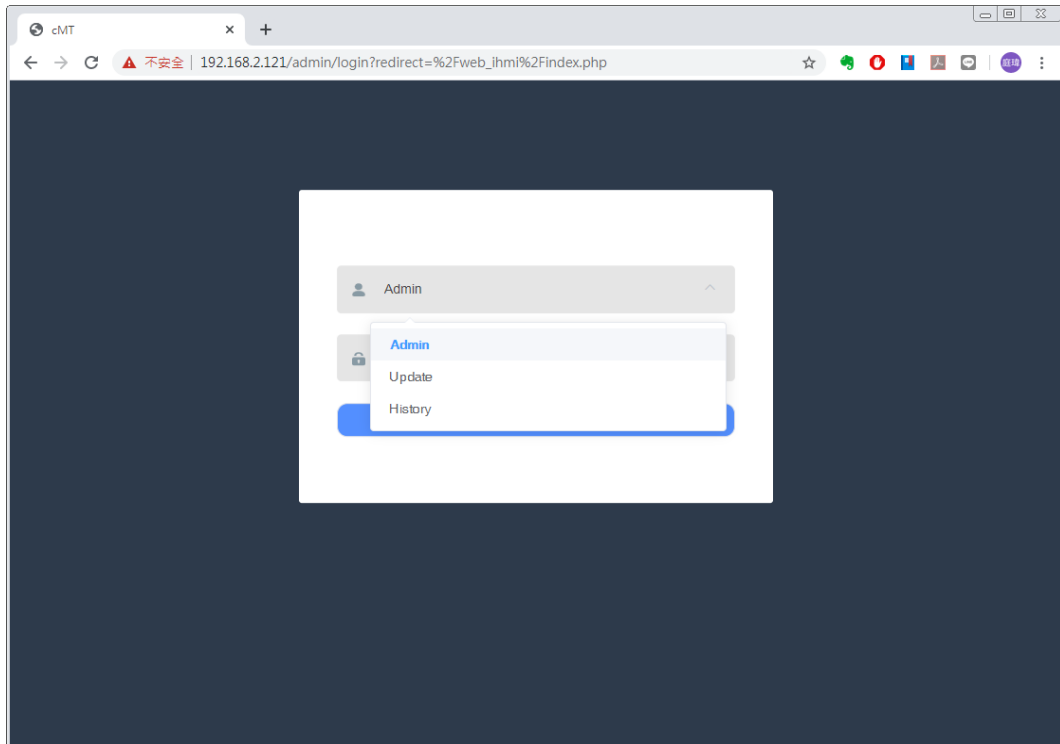 cMT
不安全 | 192.168.2.121/admin/login?redirect=%2Fweb_ihmi%2Findex.php
Admin
Admin
Update
History